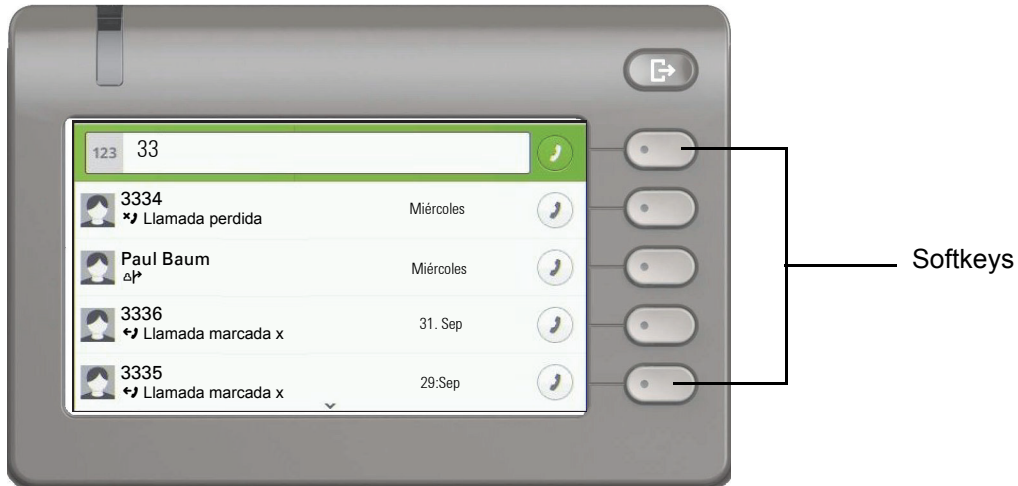 123 33
3334
Llamada perdida
Miércoles
Paul Baum
Miércoles
3336
Llamada marcada x
31. Sep
3335
Llamada marcada x
29:Sep
Softkeys